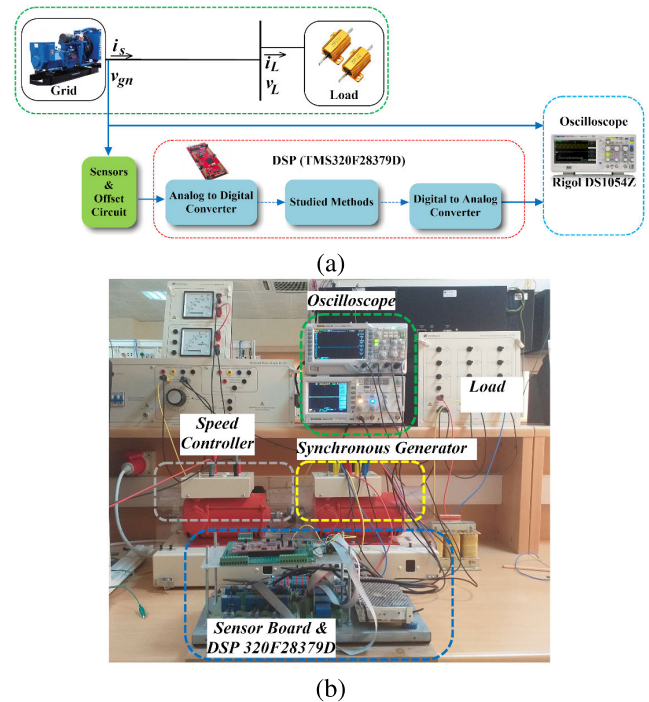 i_s
i_L
v_gn
v_L
Grid
Load
Oscilloscope
Rigol DS1054Z
DSP (TMS320F28379D)
Sensors
&
Offset
Circuit
Analog to Digital
Converter
Studied Methods
Digital to Analog
Converter
(a)
Oscilloscope
Load
Speed
Controller
Synchronous Generator
Sensor Board &
DSP 320F28379D
(b)